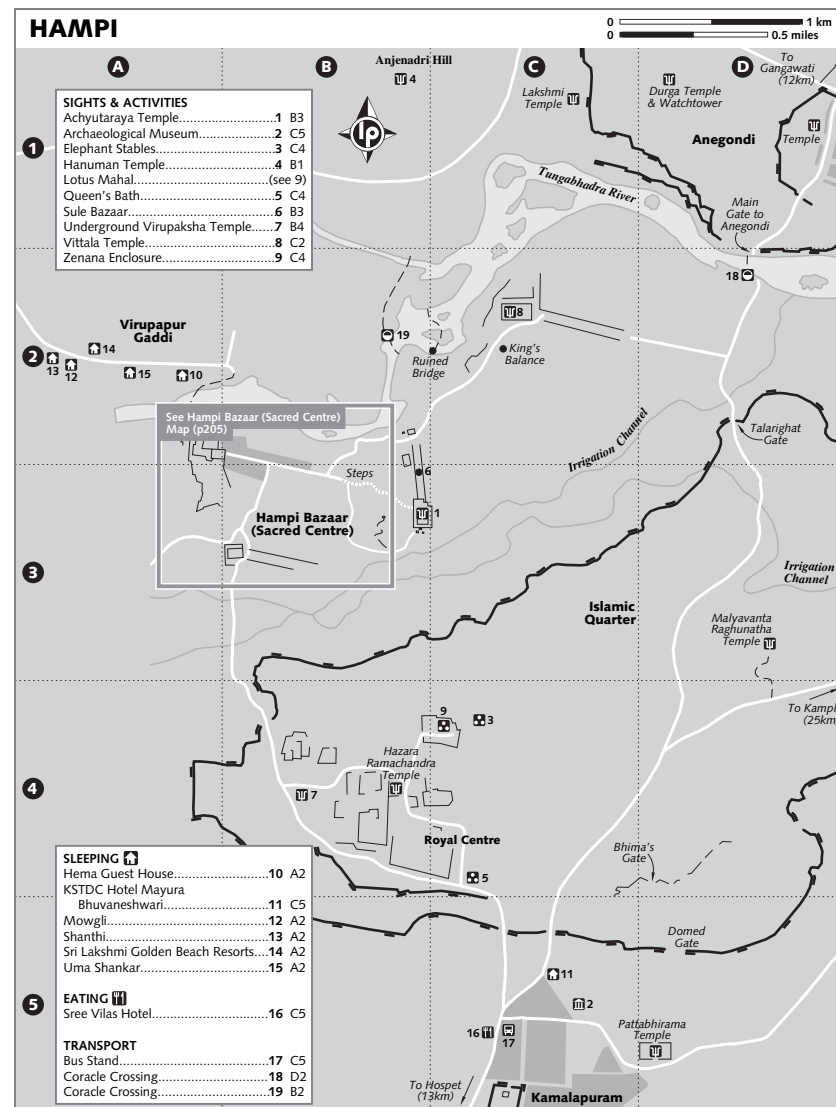 HAMPI
0 1 km
0 0.5 miles
A
B
C
D
1
2
3
4
5
SIGHTS & ACTIVITIES
Achyutaraya Temple..............................1 B3
Archaeological Museum.......................2 C5
Elephant Stables.....................................3 C4
Hanuman Temple..................................4 B1
Lotus Mahal.......................................(see 9)
Queen's Bath..........................................5 C4
Sule Bazaar..............................................6 B3
Underground Virupaksha Temple......7 B4
Vittala Temple........................................8 C2
Zenana Enclosure..................................9 C4
Anjenadri Hill
4
Lakshmi
Temple
Durga Temple
& Watchtower
To
Gangawati
(12km)
Anegondi
Temple
Tungabhadra River
Main
Gate to
Anegondi
18
Virupapur
Gaddi
14
13
12
15
10
19
8
Ruined
Bridge
King's
Balance
See Hampi Bazaar (Sacred Centre)
Map (p205)
Talarighat
Gate
Irrigation Channel
Steps
6
1
Hampi Bazaar
(Sacred Centre)
Islamic
Quarter
Irrigation
Channel
Malyavanta
Raghunatha
Temple
To Kampl
(25km)
9
3
Hazara
Ramachandra
Temple
7
Royal Centre
5
Bhima's
Gate
Domed
Gate
SLEEPING
Hema Guest House..............................10 A2
KSTDC Hotel Mayura
Bhuvaneshwari................................11 C5
Mowgli..................................................12 A2
Shanthi..................................................13 A2
Sri Lakshmi Golden Beach Resorts....14 A2
Uma Shankar........................................15 A2
EATING
Sree Vilas Hotel....................................16 C5
TRANSPORT
Bus Stand..............................................17 C5
Coracle Crossing..................................18 D2
Coracle Crossing..................................19 B2
11
2
16
17
Pattabhirama
Temple
To Hospet
(13km)
Kamalapuram
lp